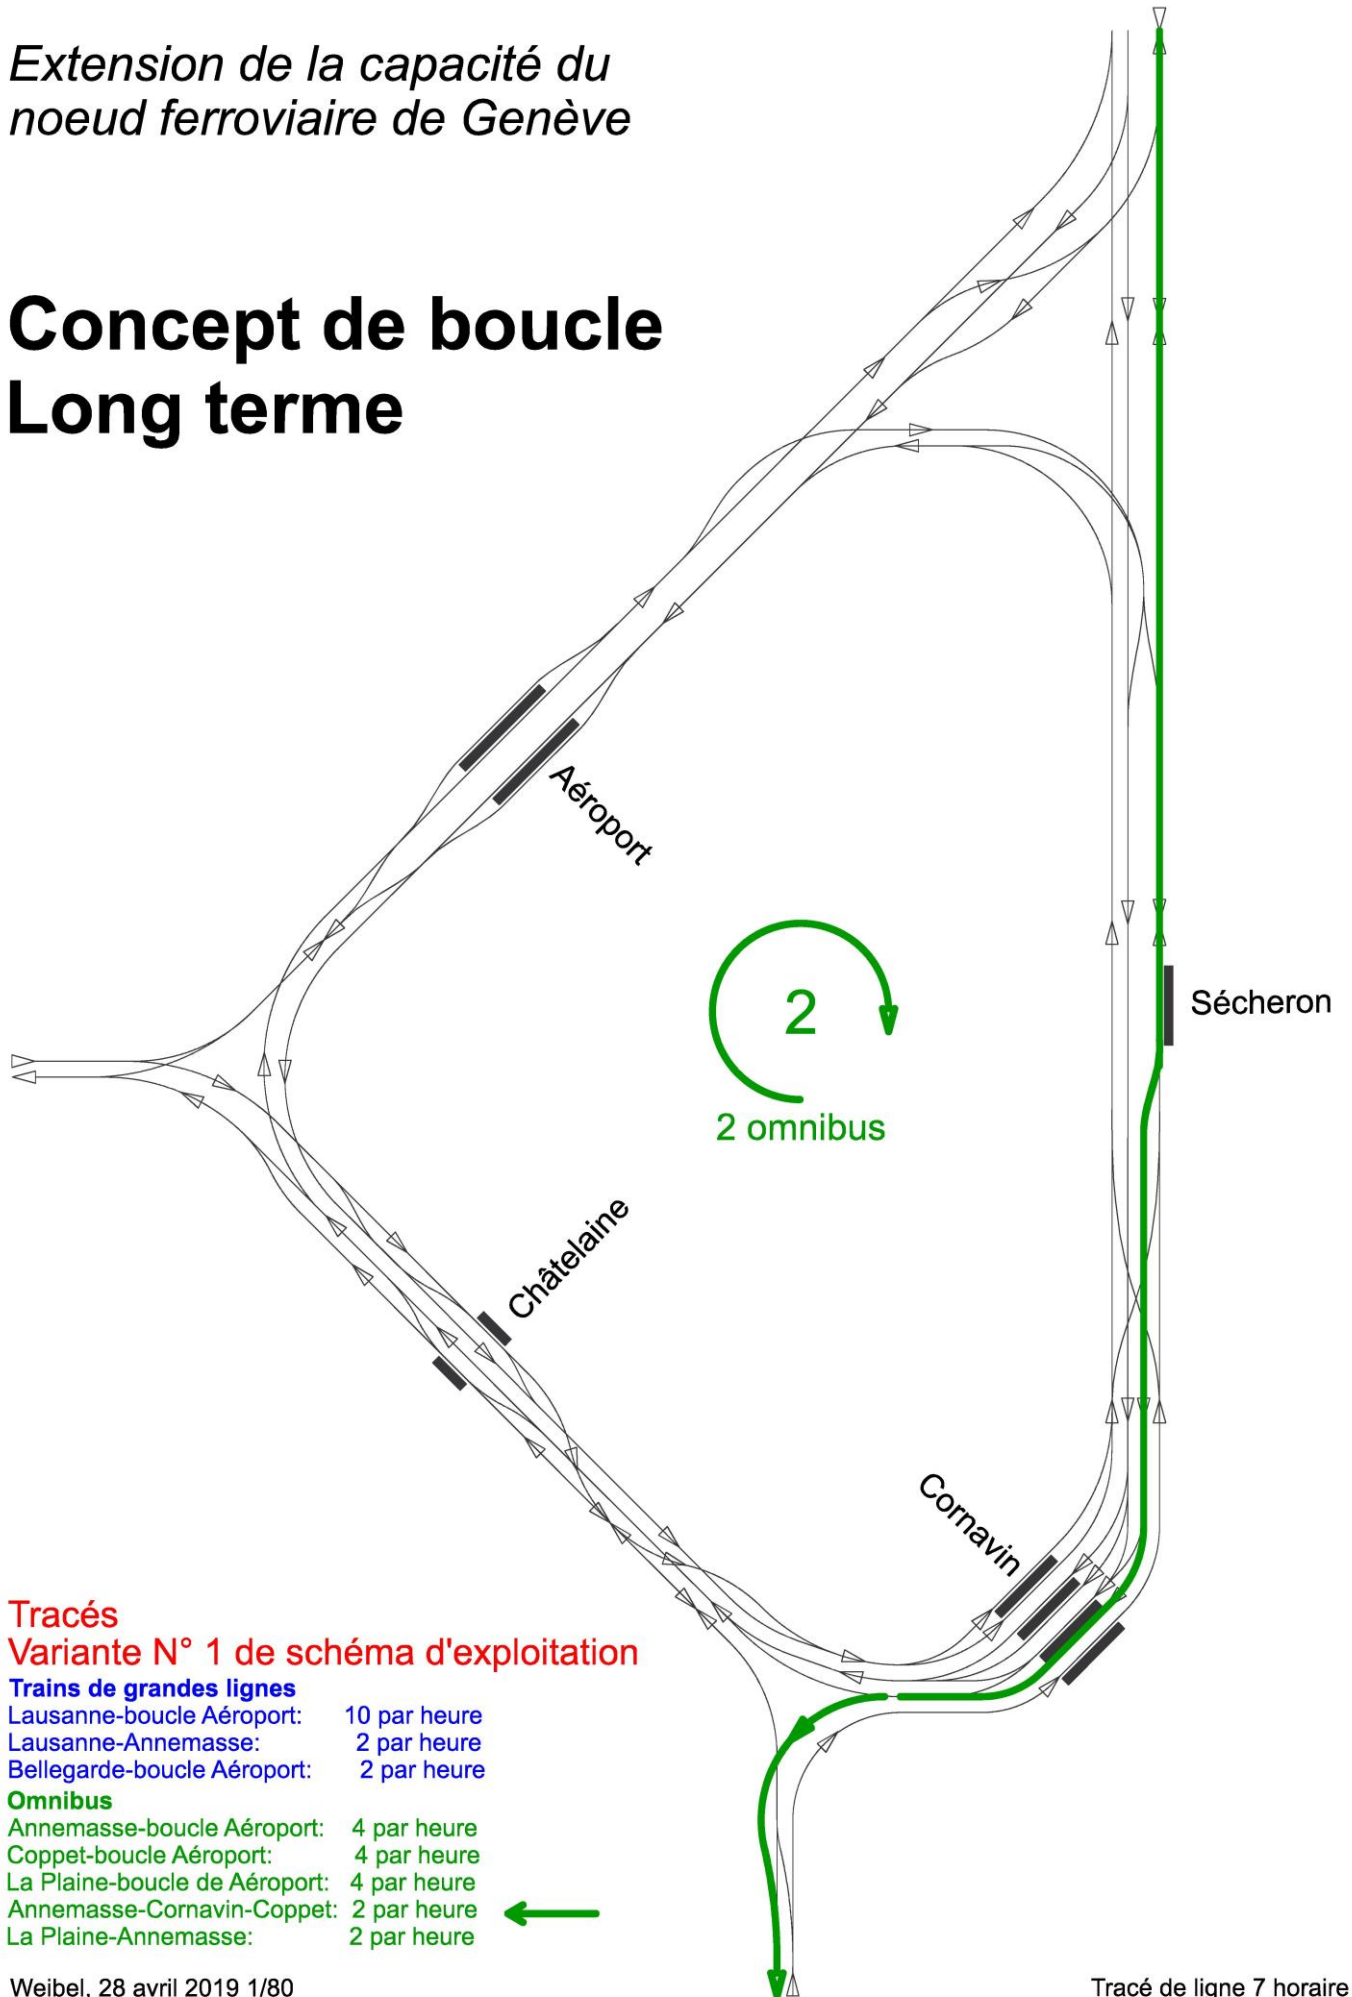 Extension de la capacité du
noeud ferroviaire de Genève
Concept de boucle
Long terme
Aéroport
Sécheron
2
2 omnibus
Châtelaine
Cornavin
Tracés
Variante N° 1 de schéma d'exploitation
Trains de grandes lignes
Lausanne-boucle Aéroport: 10 par heure
Lausanne-Annemasse: 2 par heure
Bellegarde-boucle Aéroport: 2 par heure
Omnibus
Annemasse-boucle Aéroport: 4 par heure
Coppet-boucle Aéroport: 4 par heure
La Plaine-boucle de Aéroport: 4 par heure
Annemasse-Cornavin-Coppet: 2 par heure
La Plaine-Annemasse: 2 par heure
Weibel, 28 avril 2019 1/80
Tracé de ligne 7 horaire